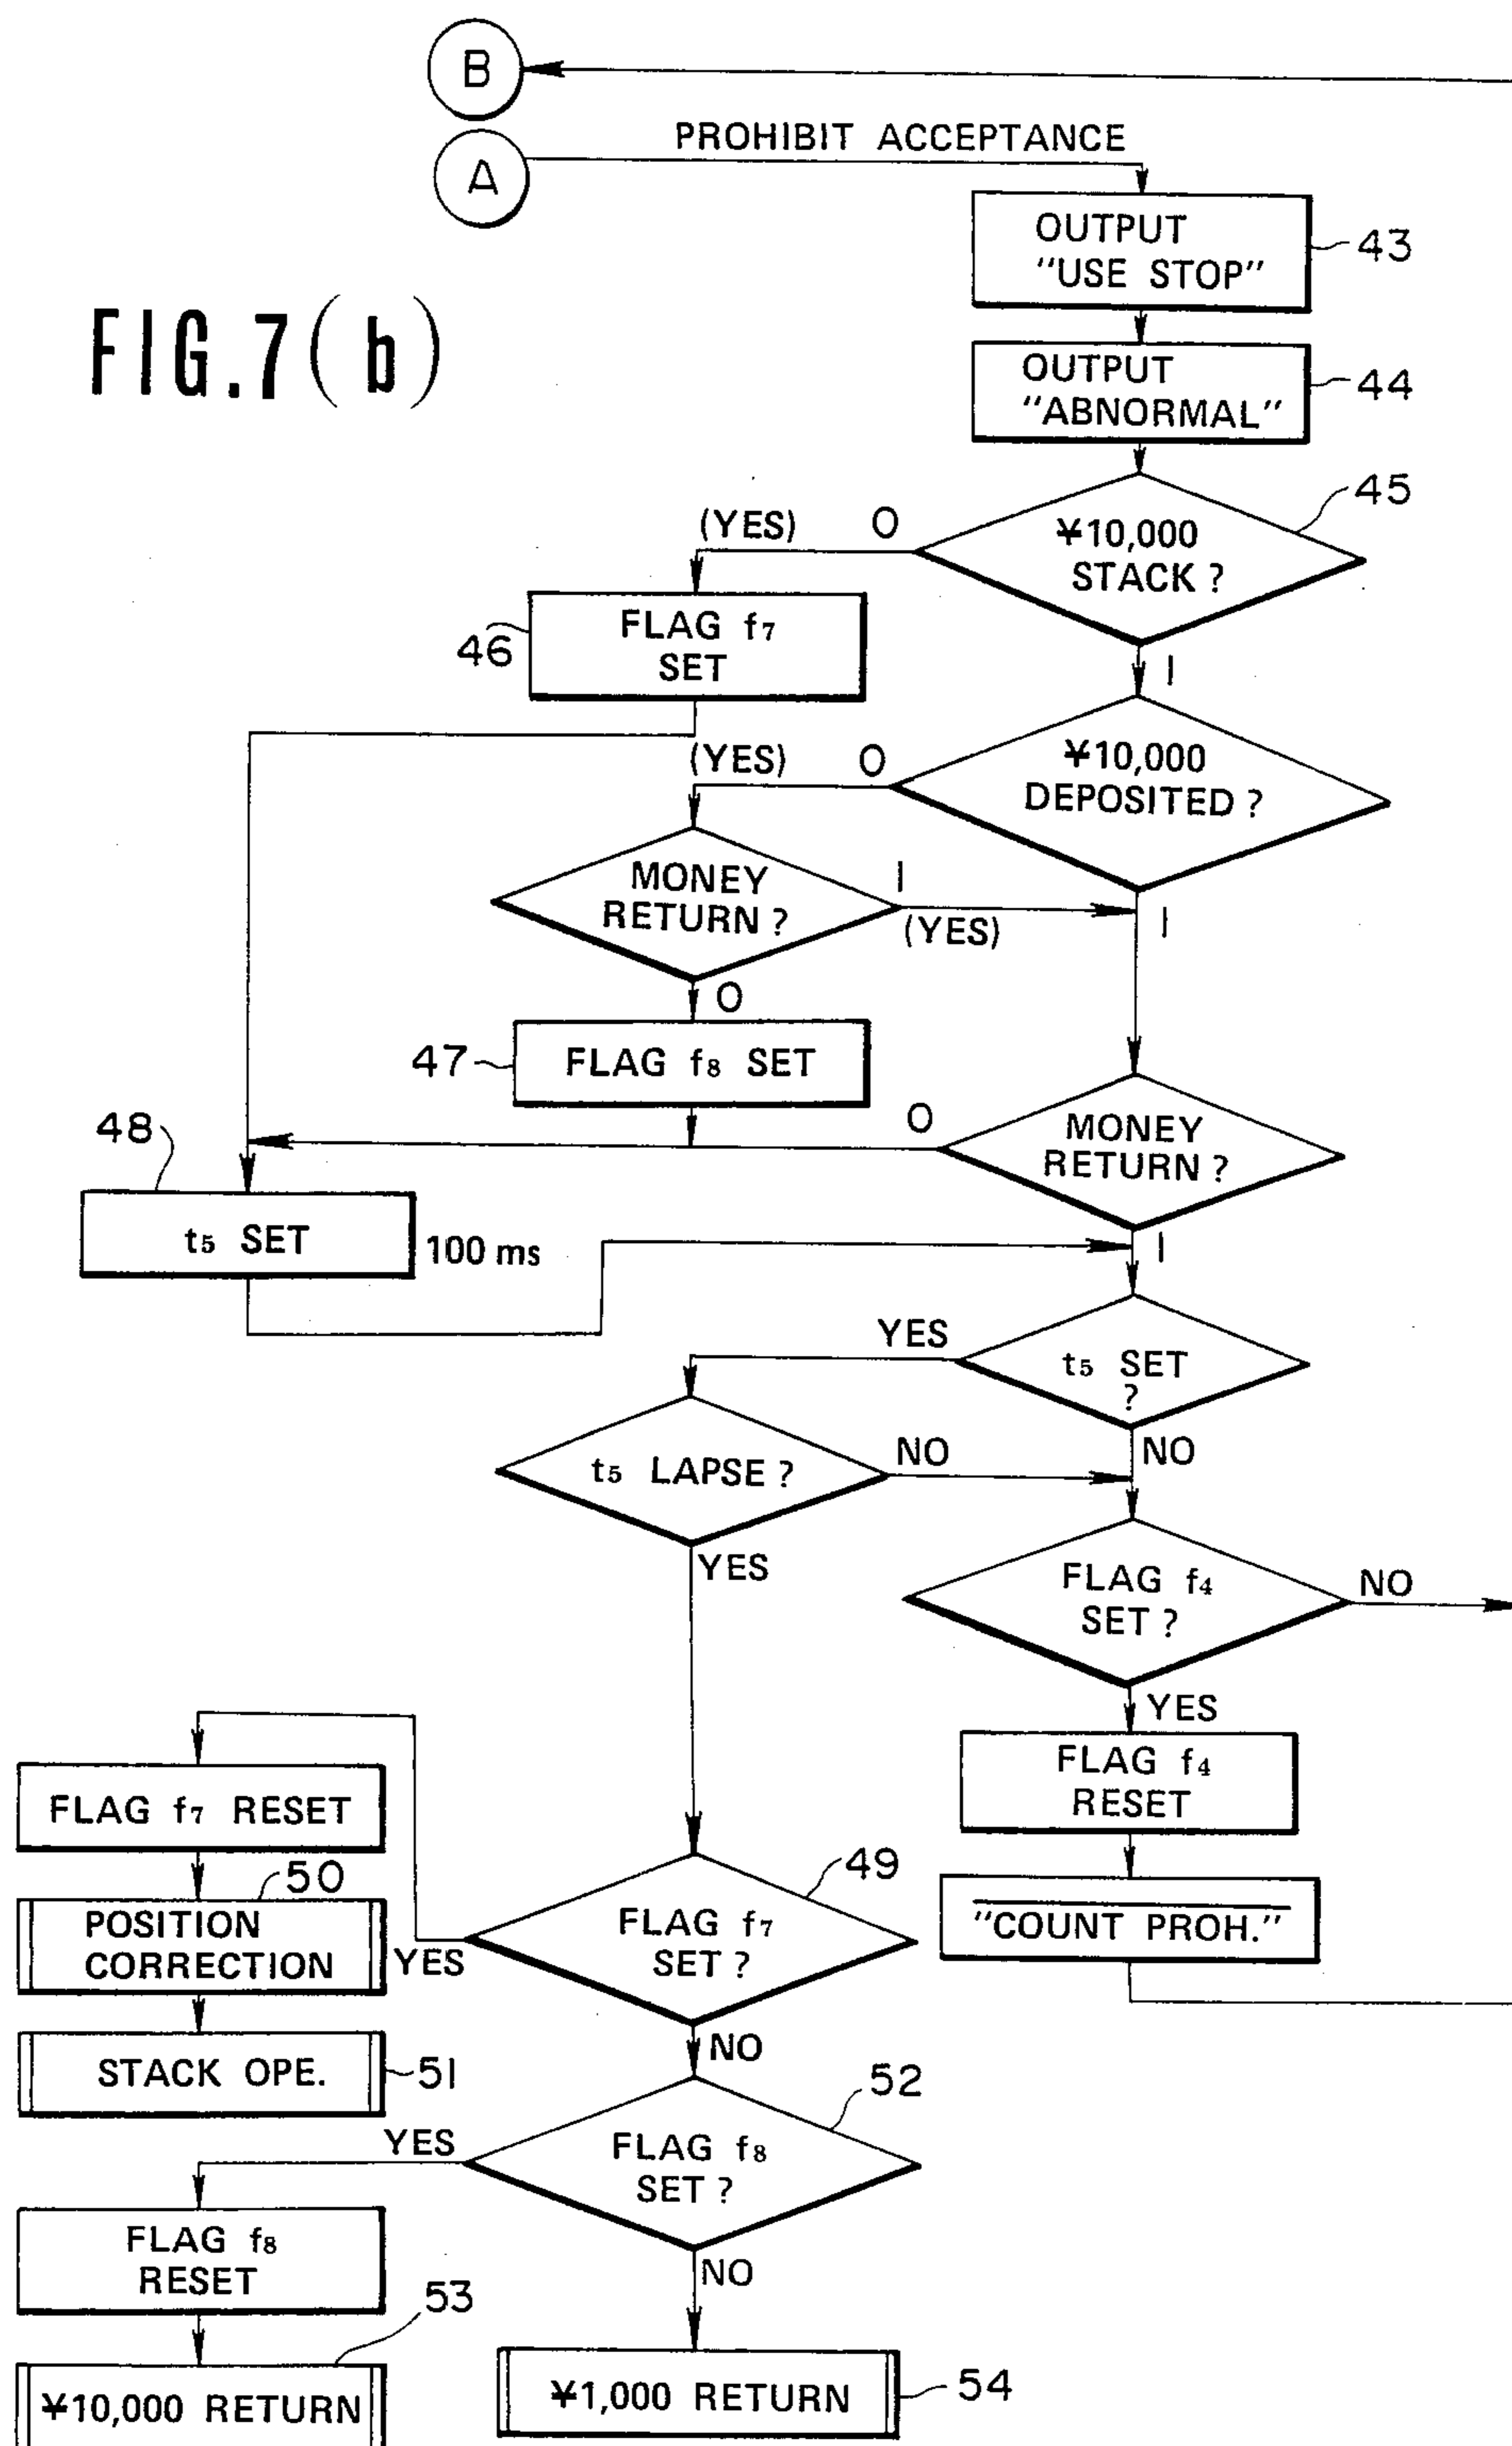 B
PROHIBIT ACCEPTANCE
A
OUTPUT
"USE STOP"
43
FIG.7(b)
OUTPUT
"ABNORMAL"
44
45
(YES) 0
¥10,000
STACK ?
FLAG f7
SET
46
1
(YES) 0
¥10,000
DEPOSITED ?
MONEY
RETURN ?
1
(YES)
1
0
47
FLAG f8 SET
48
0
MONEY
RETURN ?
t5 SET
100 ms
1
YES
t5 SET
?
NO
t5 LAPSE ?
NO
YES
FLAG f4
SET ?
NO
YES
FLAG f4
RESET
FLAG f7 RESET
49
50
POSITION
CORRECTION
YES
FLAG f7
SET ?
"COUNT PROH."
NO
STACK OPE.
51
52
YES
FLAG f8
SET ?
FLAG f8
RESET
NO
53
¥10,000 RETURN
¥1,000 RETURN
54